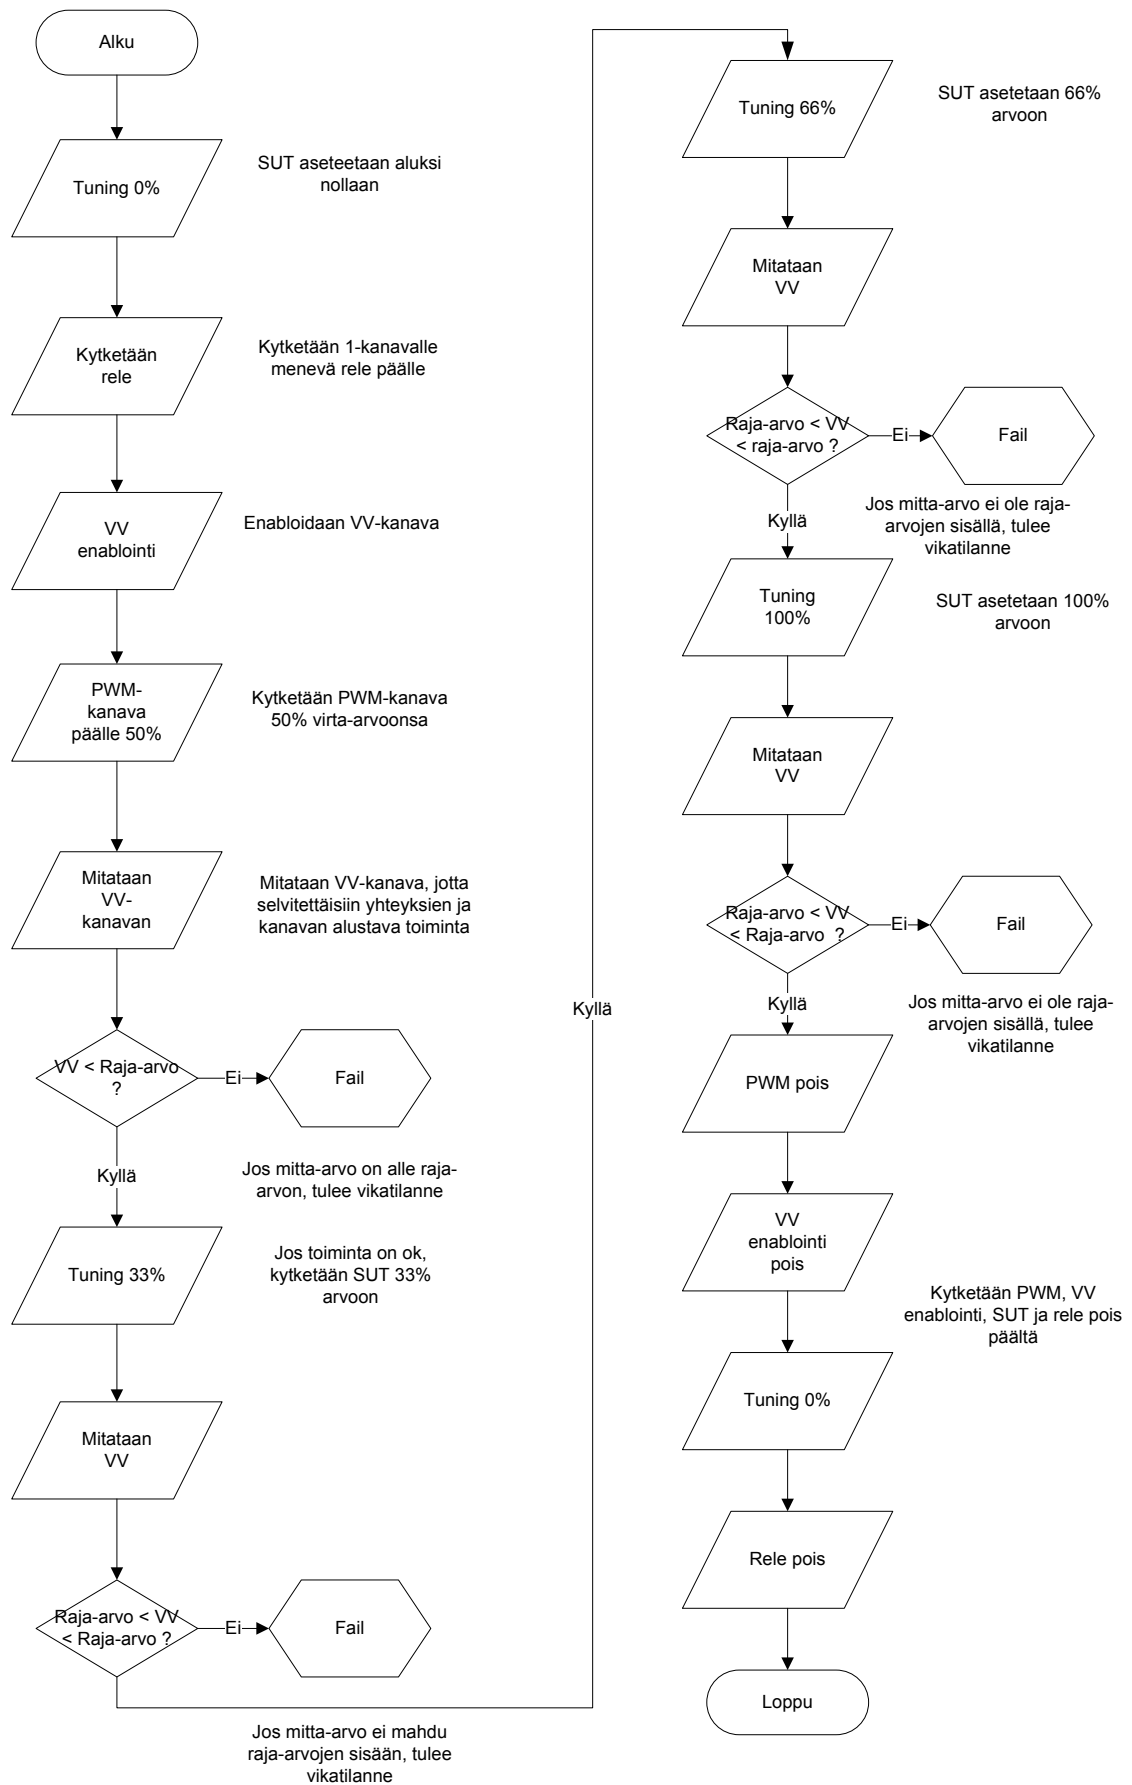 Alku
Tuning 0%
SUT aseteetaan aluksi
nollaan
Kytketään
rele
Kytketään 1-kanavalle
menevä rele päälle
VV
enablointi
Enabloidaan VV-kanava
PWM-
kanava
päälle 50%
Kytketään PWM-kanava
50% virta-arvoonsa
Mitataan
VV-
kanavan
Mitataan VV-kanava, jotta
selvitettäisiin yhteyksien ja
kanavan alustava toiminta
VV < Raja-arvo
?
Ei
Fail
Kyllä
Jos mitta-arvo on alle raja-
arvon, tulee vikatilanne
Tuning 33%
Jos toiminta on ok,
kytketään SUT 33%
arvoon
Mitataan
VV
Raja-arvo < VV
< Raja-arvo ?
Ei
Fail
Jos mitta-arvo ei mahdu
raja-arvojen sisään, tulee
vikatilanne
Kyllä
Tuning 66%
SUT asetetaan 66%
arvoon
Mitataan
VV
Raja-arvo < VV
< raja-arvo ?
Ei
Fail
Kyllä
Jos mitta-arvo ei ole raja-
arvojen sisällä, tulee
vikatilanne
Tuning
100%
SUT asetetaan 100%
arvoon
Mitataan
VV
Raja-arvo < VV
< Raja-arvo ?
Ei
Fail
Kyllä
Jos mitta-arvo ei ole raja-
arvojen sisällä, tulee
vikatilanne
PWM pois
VV
enablointi
pois
Kytketään PWM, VV
enablointi, SUT ja rele pois
päältä
Tuning 0%
Rele pois
Loppu